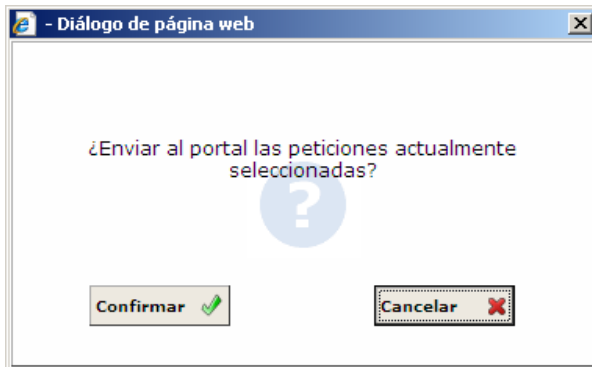 - Diálogo de página web
¿Enviar al portal las peticiones actualmente
seleccionadas?
?
Confirmar
Cancelar